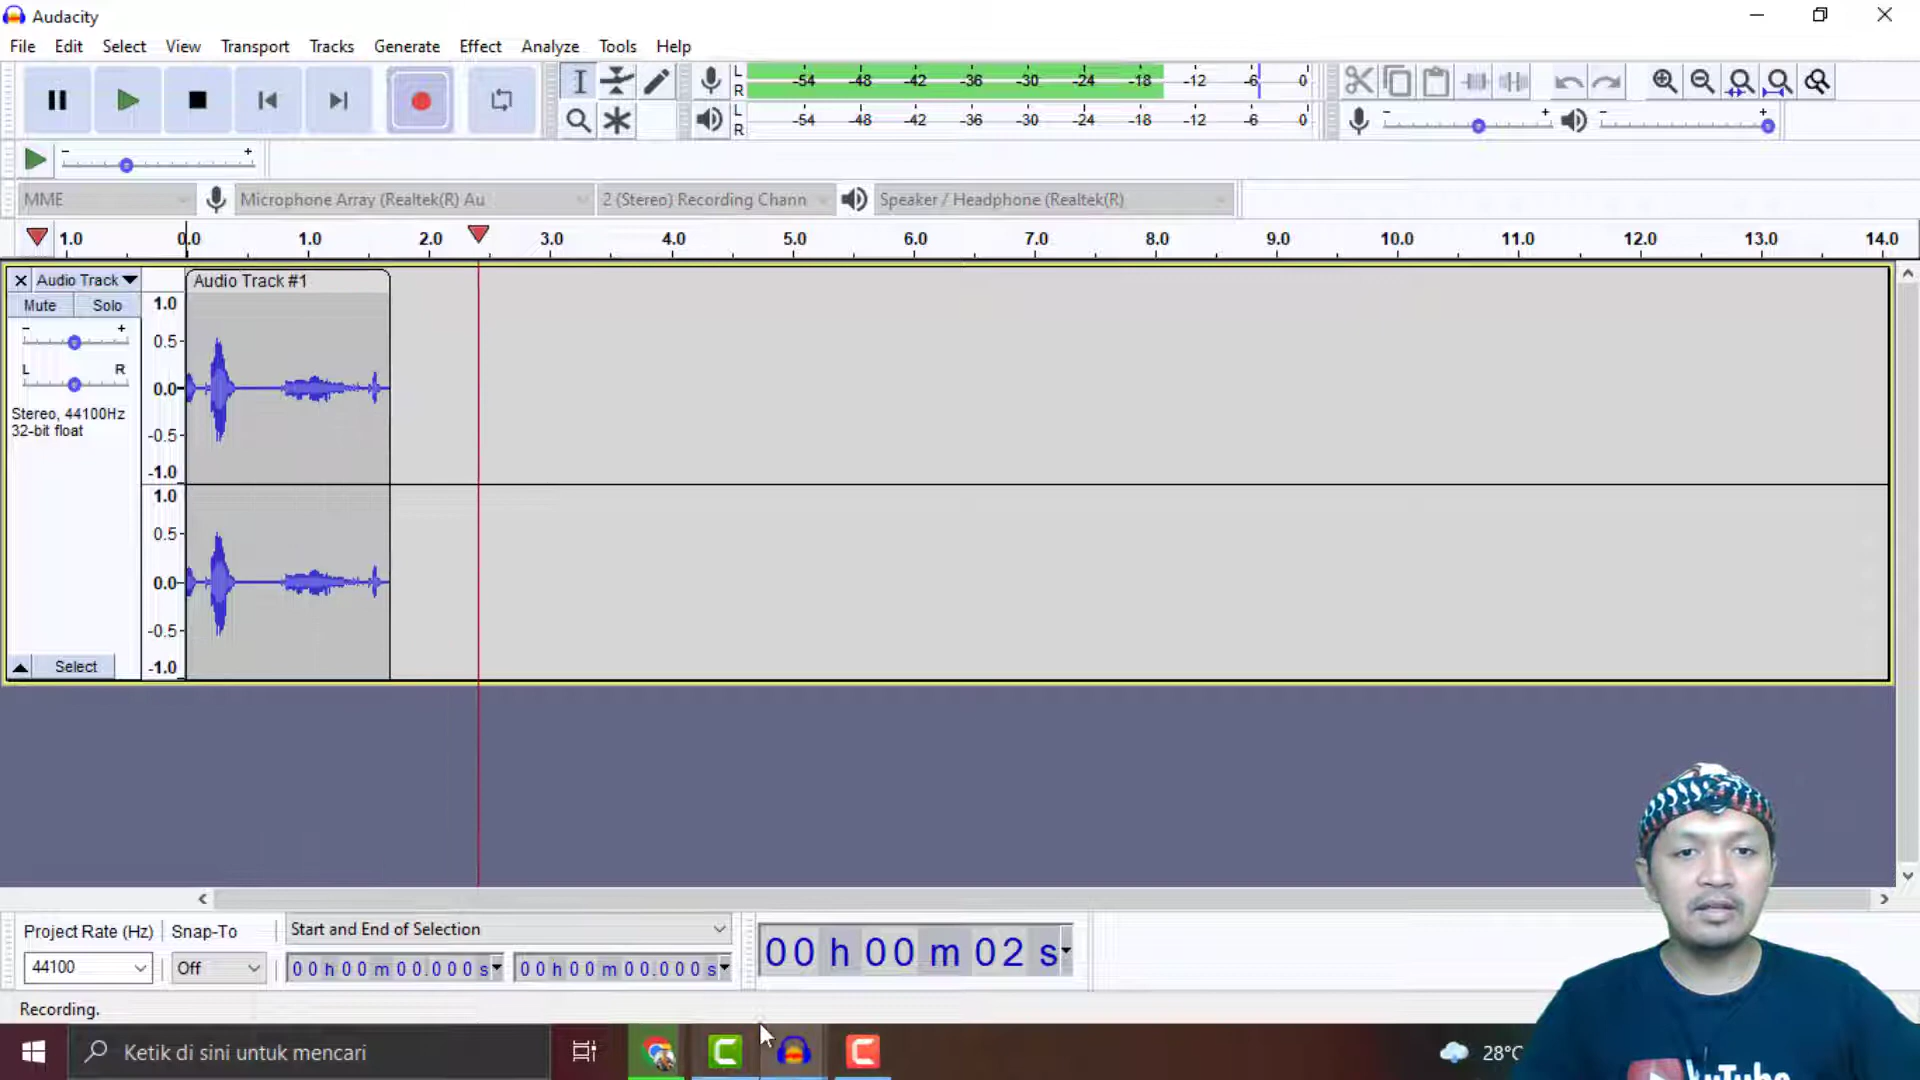 Audacity
File Edit Select View Transport Tracks Generate Effect Analyze Tools Help
L R -54 -48 -42 -36 -30 -24 -18 -12 -6 0
L R -54 -48 -42 -36 -30 -24 -18 -12 -6 0
- + - +
- +
MME Microphone Array (Realtek(R) Au 2 (Stereo) Recording Chann Speaker / Headphone (Realtek(R)
1.0 0.0 1.0 2.0 3.0 4.0 5.0 6.0 7.0 8.0 9.0 10.0 11.0 12.0 13.0 14.0
Audio Track Audio Track #1
Mute Solo 1.0
- + 0.5
L R 0.0
Stereo, 44100Hz
32-bit float -0.5
-1.0
1.0
0.5
0.0
-0.5
Select -1.0
Project Rate (Hz) Snap-To Start and End of Selection
44100 Off 00 h 00 m 00.000 s 00 h 00 m 00.000 s 00 h 00 m 02 s
Recording.
Ketik di sini untuk mencari 28°C
YouTube